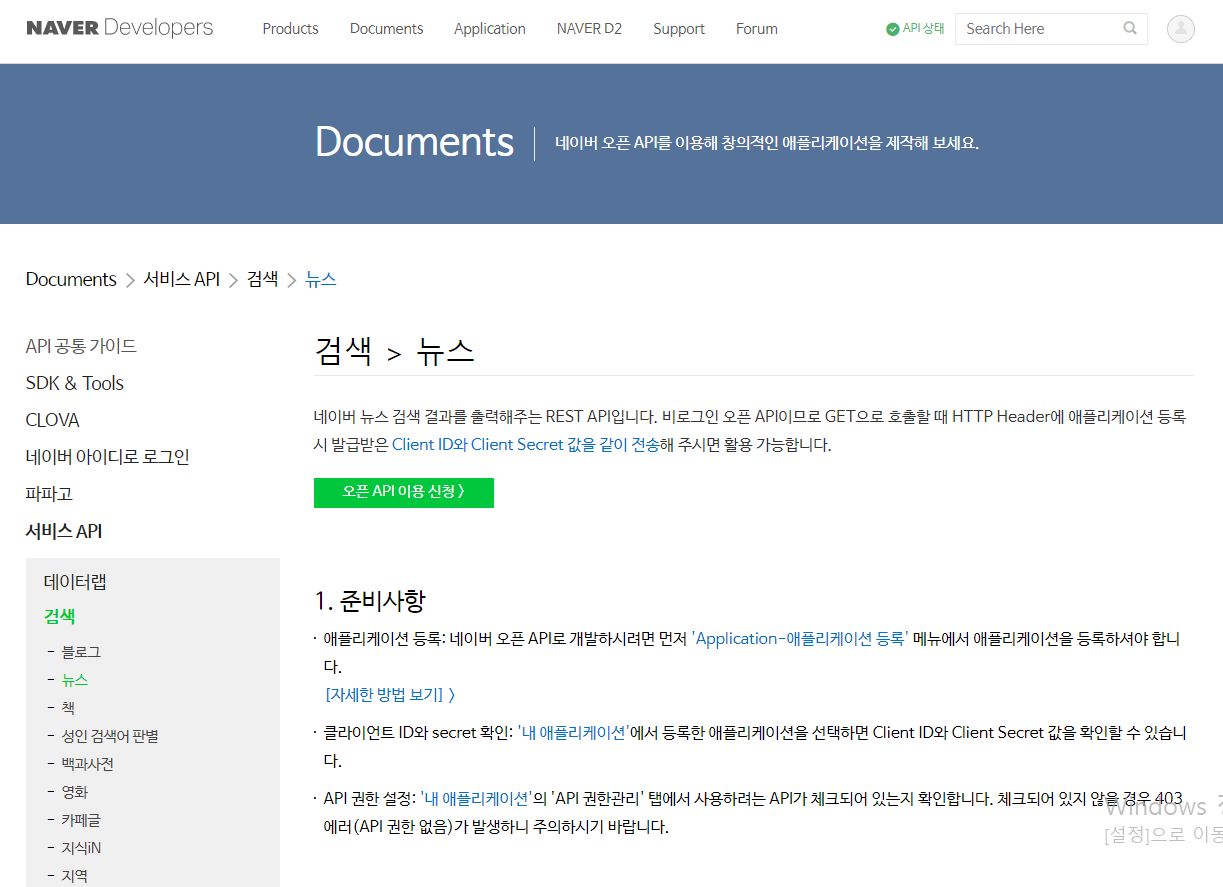 NAVER Developers Products Documents Application NAVER D2 Support Forum API 상태 Search Here
Documents 네이버 오픈 API를 이용해 창의적인 애플리케이션을 제작해 보세요.
Documents > 서비스 API > 검색 > 뉴스
API 공통 가이드
SDK & Tools
CLOVA
네이버 아이디로 로그인
파파고
서비스 API
데이터랩
검색
- 블로그
- 뉴스
- 책
- 성인 검색어 판별
- 백과사전
- 영화
- 카페글
- 지식iN
- 지역
검색 > 뉴스
네이버 뉴스 검색 결과를 출력해주는 REST API입니다. 비로그인 오픈 API이므로 GET으로 호출할 때 HTTP Header에 애플리케이션 등록
시 발급받은 Client ID와 Client Secret 값을 같이 전송해 주시면 활용 가능합니다.
오픈 API 이용 신청 >
1. 준비사항
· 애플리케이션 등록: 네이버 오픈 API로 개발하시려면 먼저 'Application-애플리케이션 등록' 메뉴에서 애플리케이션을 등록하셔야 합니
다.
[자세한 방법 보기] >
· 클라이언트 ID와 secret 확인: '내 애플리케이션'에서 등록한 애플리케이션을 선택하면 Client ID와 Client Secret 값을 확인할 수 있습니
다.
· API 권한 설정: '내 애플리케이션'의 'API 권한관리' 탭에서 사용하려는 API가 체크되어 있는지 확인합니다. 체크되어 있지 않을 경우 403
에러(API 권한 없음)가 발생하니 주의하시기 바랍니다.
Windows
[설정]으로 이동